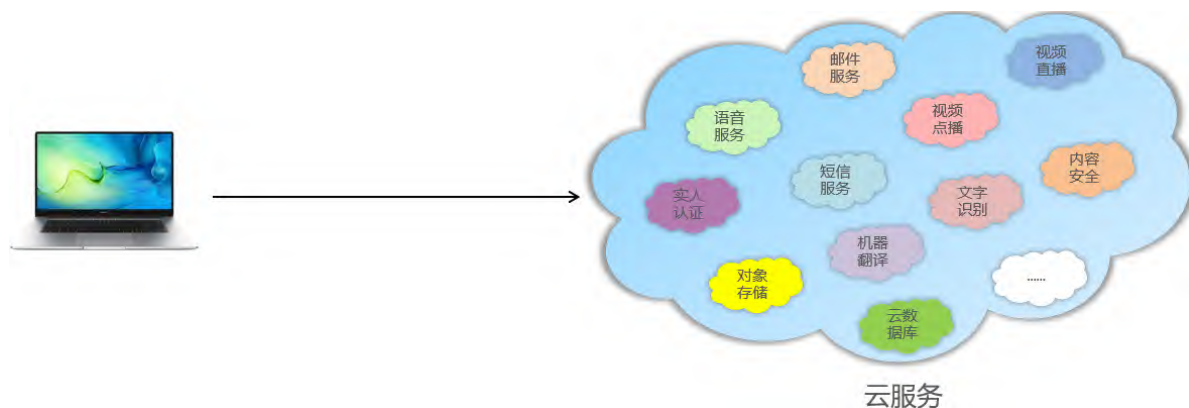 邮件
服务
视频
直播
语音
服务
视频
点播
短信
服务
内容
安全
实人
认证
文字
识别
机器
翻译
对象
存储
......
云数
据库
云服务